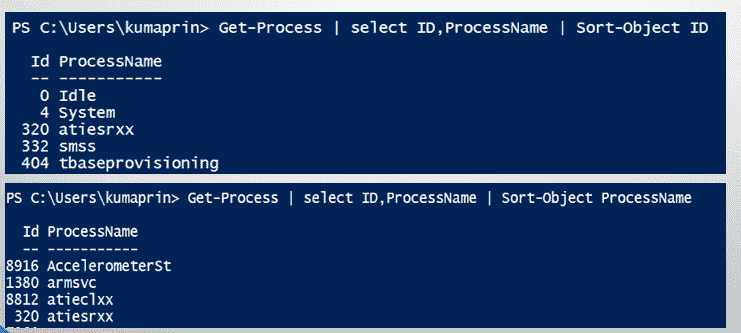 PS C:\Users\kumaprin> Get-Process | select ID,ProcessName | Sort-Object ID
Id ProcessName
-- -----------
0 Idle
4 System
320 atiesrxx
332 smss
404 tbaseprovisioning
PS C:\Users\kumaprin> Get-Process | select ID,ProcessName | Sort-Object ProcessName
Id ProcessName
-- -----------
8916 AccelerometerSt
1380 armsvc
8812 atieclxx
320 atiesrxx